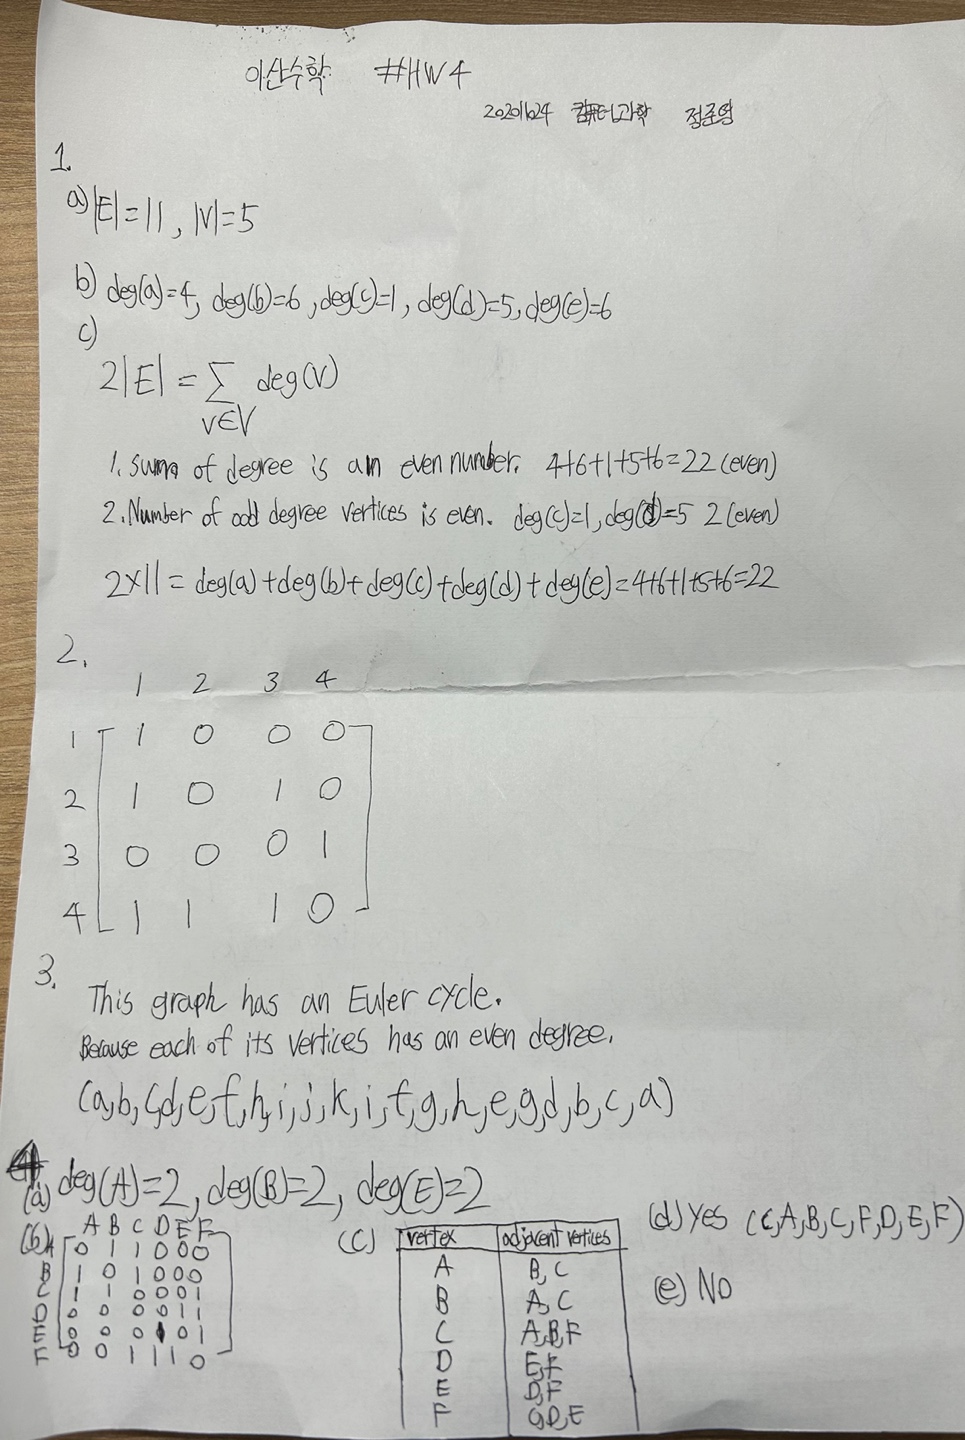 이산수학 #HW4
20201624 컴퓨터과학 정준영
1.
a) |E|=11, |V|=5
b) deg(a)=4, deg(b)=6, deg(c)=1, deg(d)=5, deg(e)=6
c)
2|E| = ∑ deg(V)
v∈V
1. Sum of degree is an even number. 4+6+1+5+6=22 (even)
2. Number of odd degree vertices is even. deg(c)=1, deg(d)=5 2 (even)
2×11 = deg(a)+deg(b)+deg(c)+deg(d)+deg(e)=4+6+1+5+6=22
2.
1 2 3 4
1 1 0 0 0
2 1 0 1 0
3 0 0 0 1
4 1 1 1 0
3.
This graph has an Euler cycle.
Because each of its vertices has an even degree.
(a,b,c,d,e,f,h,i,j,k,i,f,g,h,e,g,d,b,c,a)
4
(a) deg(A)=2, deg(B)=2, deg(E)=2
(b) A B C D E F
A 0 1 1 0 0 0
B 1 0 1 0 0 0
C 1 1 0 0 0 1
D 0 0 0 0 1 1
E 0 0 0 1 0 1
F 0 0 1 1 1 0
(c) vertex adjacent vertices
A B, C
B A, C
C A,B,F
D E,F
E D,F
F C,D,E
(d) Yes (C,A,B,C,F,D,E,F)
(e) No